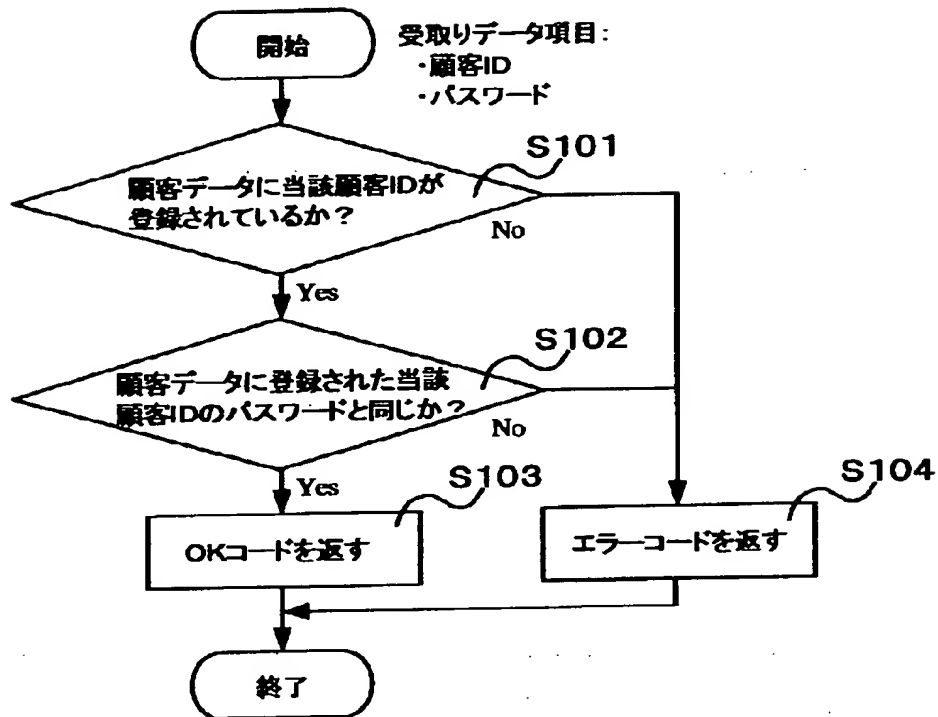 開始
受取りデータ項目:
・顧客ID
・パスワード
S101
顧客データに当該顧客IDが
登録されているか？
No
Yes
S102
顧客データに登録された当該
顧客IDのパスワードと同じか？
No
Yes
S103
S104
OKコードを返す
エラーコードを返す
終了